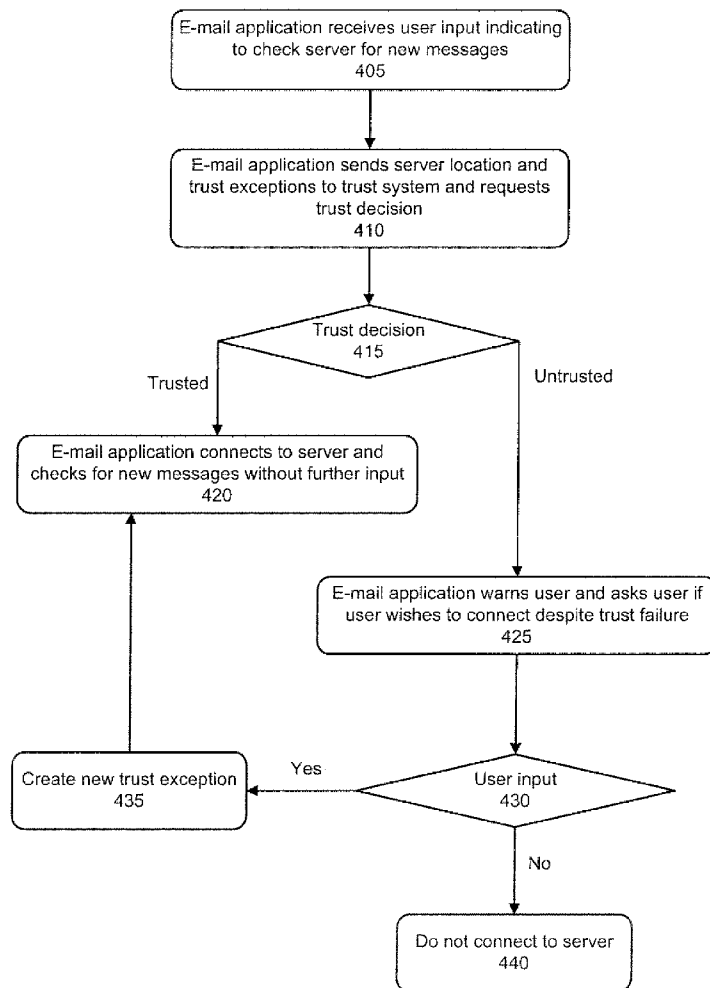 E-mail application receives user input indicating
to check server for new messages
405
E-mail application sends server location and
trust exceptions to trust system and requests
trust decision
410
Trust decision
415
Trusted
Untrusted
E-mail application connects to server and
checks for new messages without further input
420
E-mail application warns user and asks user if
user wishes to connect despite trust failure
425
Create new trust exception
435
Yes
User input
430
No
Do not connect to server
440